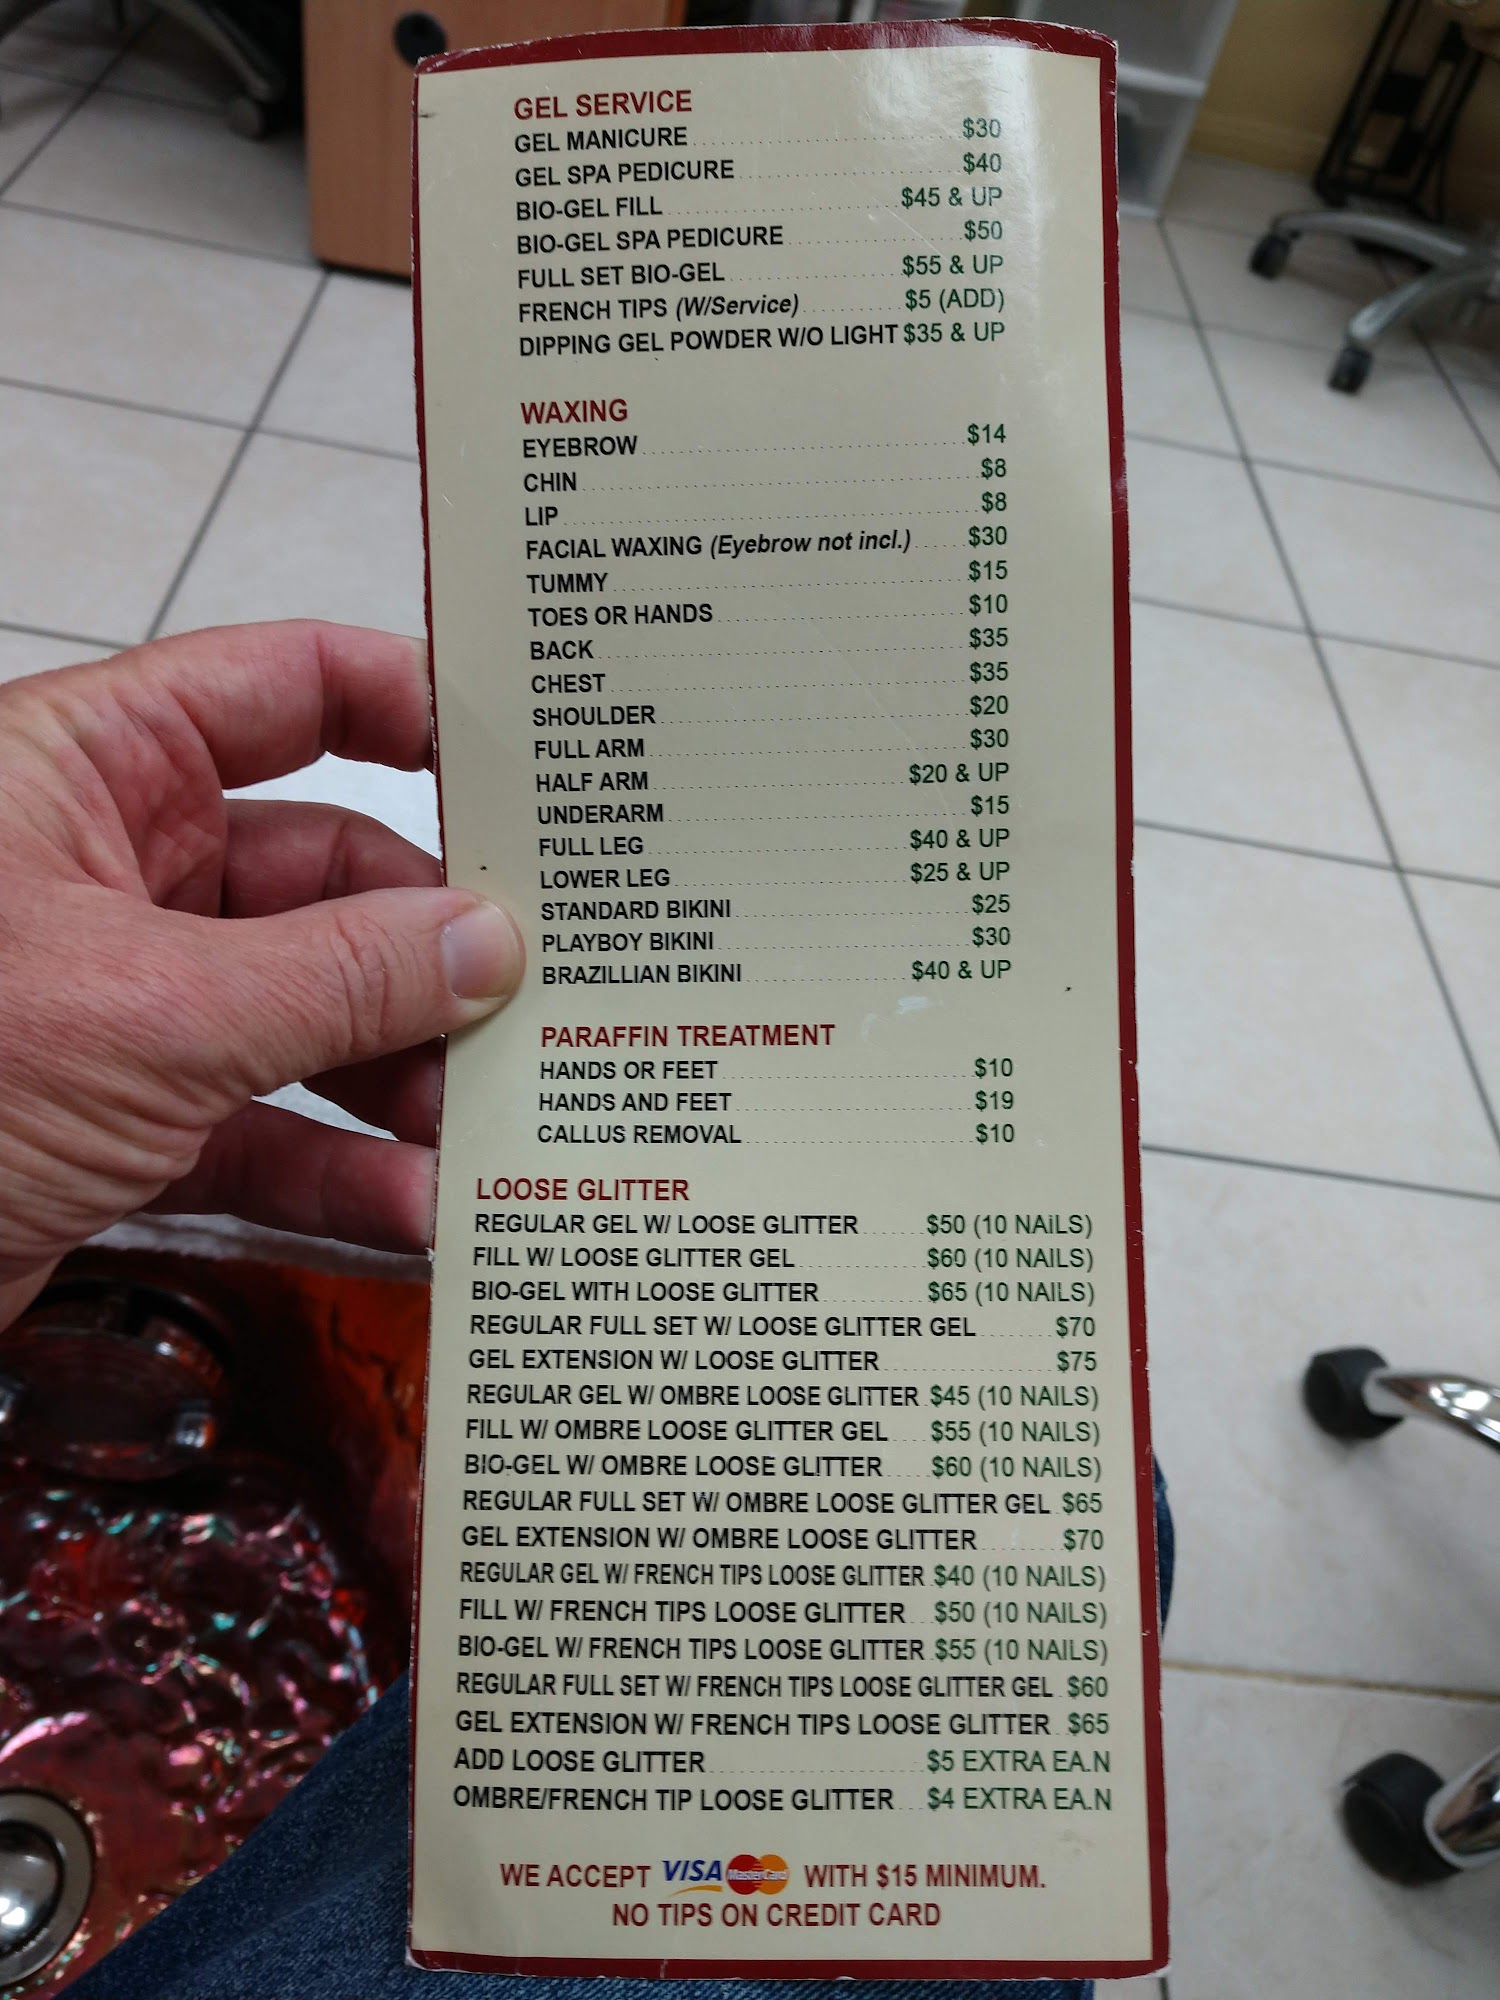 GEL SERVICE
GEL MANICURE $30
GEL SPA PEDICURE $40
BIO-GEL FILL $45 & UP
BIO-GEL SPA PEDICURE $50
FULL SET BIO-GEL $55 & UP
FRENCH TIPS (W/Service) $5 (ADD)
DIPPING GEL POWDER W/O LIGHT $35 & UP
WAXING
EYEBROW $14
CHIN $8
LIP $8
FACIAL WAXING (Eyebrow not incl.) $30
TUMMY $15
TOES OR HANDS $10
BACK $35
CHEST $35
SHOULDER $20
FULL ARM $30
HALF ARM $20 & UP
UNDERARM $15
FULL LEG $40 & UP
LOWER LEG $25 & UP
STANDARD BIKINI $25
PLAYBOY BIKINI $30
BRAZILLIAN BIKINI $40 & UP
PARAFFIN TREATMENT
HANDS OR FEET $10
HANDS AND FEET $19
CALLUS REMOVAL $10
LOOSE GLITTER
REGULAR GEL W/ LOOSE GLITTER $50 (10 NAiLS)
FILL W/ LOOSE GLITTER GEL $60 (10 NAILS)
BIO-GEL WITH LOOSE GLITTER $65 (10 NAILS)
REGULAR FULL SET W/ LOOSE GLITTER GEL $70
GEL EXTENSION W/ LOOSE GLITTER $75
REGULAR GEL W/ OMBRE LOOSE GLITTER $45 (10 NAILS)
FILL W/ OMBRE LOOSE GLITTER GEL $55 (10 NAILS)
BIO-GEL W/ OMBRE LOOSE GLITTER $60 (10 NAILS)
REGULAR FULL SET W/ OMBRE LOOSE GLITTER GEL $65
GEL EXTENSION W/ OMBRE LOOSE GLITTER $70
REGULAR GEL W/ FRENCH TIPS LOOSE GLITTER $40 (10 NAILS)
FILL W/ FRENCH TIPS LOOSE GLITTER $50 (10 NAILS)
BIO-GEL W/ FRENCH TIPS LOOSE GLITTER $55 (10 NAILS)
REGULAR FULL SET W/ FRENCH TIPS LOOSE GLITTER GEL $60
GEL EXTENSION W/ FRENCH TIPS LOOSE GLITTER $65
ADD LOOSE GLITTER $5 EXTRA EA.N
OMBRE/FRENCH TIP LOOSE GLITTER $4 EXTRA EA.N
WE ACCEPT VISA MasterCard WITH $15 MINIMUM.
NO TIPS ON CREDIT CARD